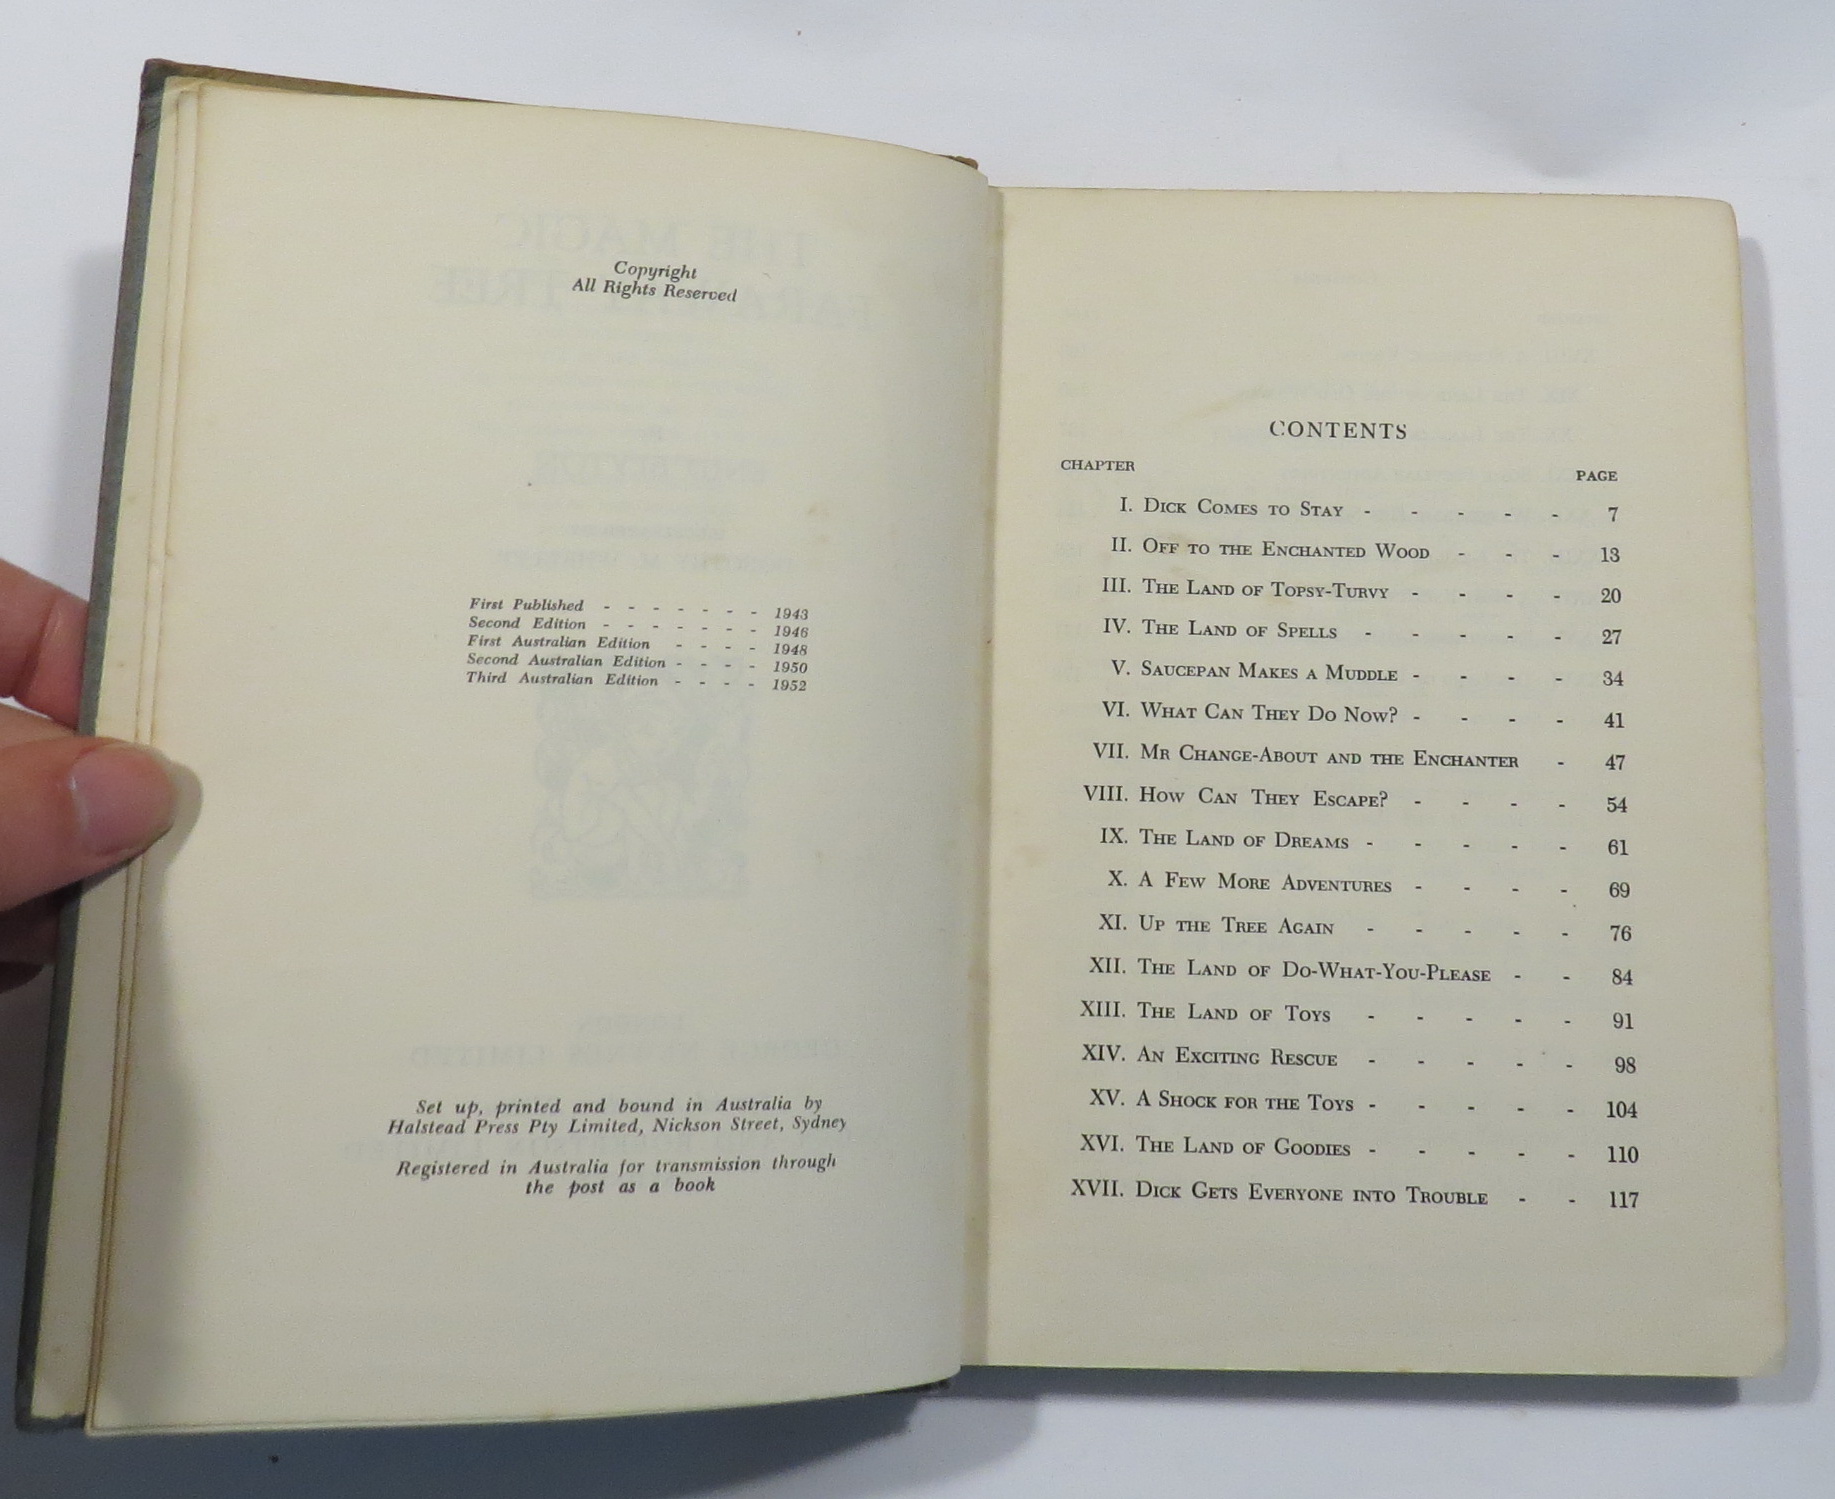 Copyright
All Rights Reserved
First Published - - - - - - - 1943
Second Edition - - - - - - - 1946
First Australian Edition - - - - 1948
Second Australian Edition - - - - 1950
Third Australian Edition - - - - 1952
Set up, printed and bound in Australia by
Halstead Press Pty Limited, Nickson Street, Sydney
Registered in Australia for transmission through
the post as a book
CONTENTS
CHAPTER PAGE
I. Dick Comes to Stay - - - - - 7
II. Off to the Enchanted Wood - - - 13
III. The Land of Topsy-Turvy - - - - 20
IV. The Land of Spells - - - - - 27
V. Saucepan Makes a Muddle - - - - 34
VI. What Can They Do Now? - - - - 41
VII. Mr Change-About and the Enchanter - 47
VIII. How Can They Escape? - - - - 54
IX. The Land of Dreams - - - - - 61
X. A Few More Adventures - - - - 69
XI. Up the Tree Again - - - - - 76
XII. The Land of Do-What-You-Please - - 84
XIII. The Land of Toys - - - - - 91
XIV. An Exciting Rescue - - - - - 98
XV. A Shock for the Toys - - - - - 104
XVI. The Land of Goodies - - - - - 110
XVII. Dick Gets Everyone into Trouble - - 117